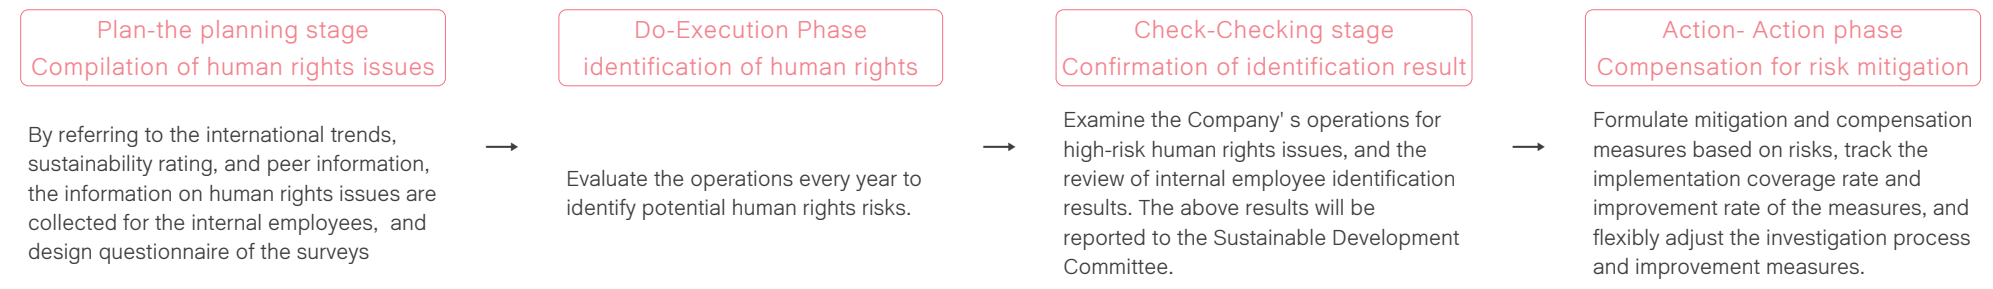 Plan-the planning stage
Compilation of human rights issues
By referring to the international trends,
sustainability rating, and peer information,
the information on human rights issues are
collected for the internal employees,  and
design questionnaire of the surveys
Do-Execution Phase
identification of human rights
Evaluate the operations every year to
identify potential human rights risks.
Check-Checking stage
Confirmation of identification result
Examine the Company' s operations for
high-risk human rights issues, and the
review of internal employee identification
results. The above results will be
reported to the Sustainable Development
Committee.
Action- Action phase
Compensation for risk mitigation
Formulate mitigation and compensation
measures based on risks, track the
implementation coverage rate and
improvement rate of the measures, and
flexibly adjust the investigation process
and improvement measures.